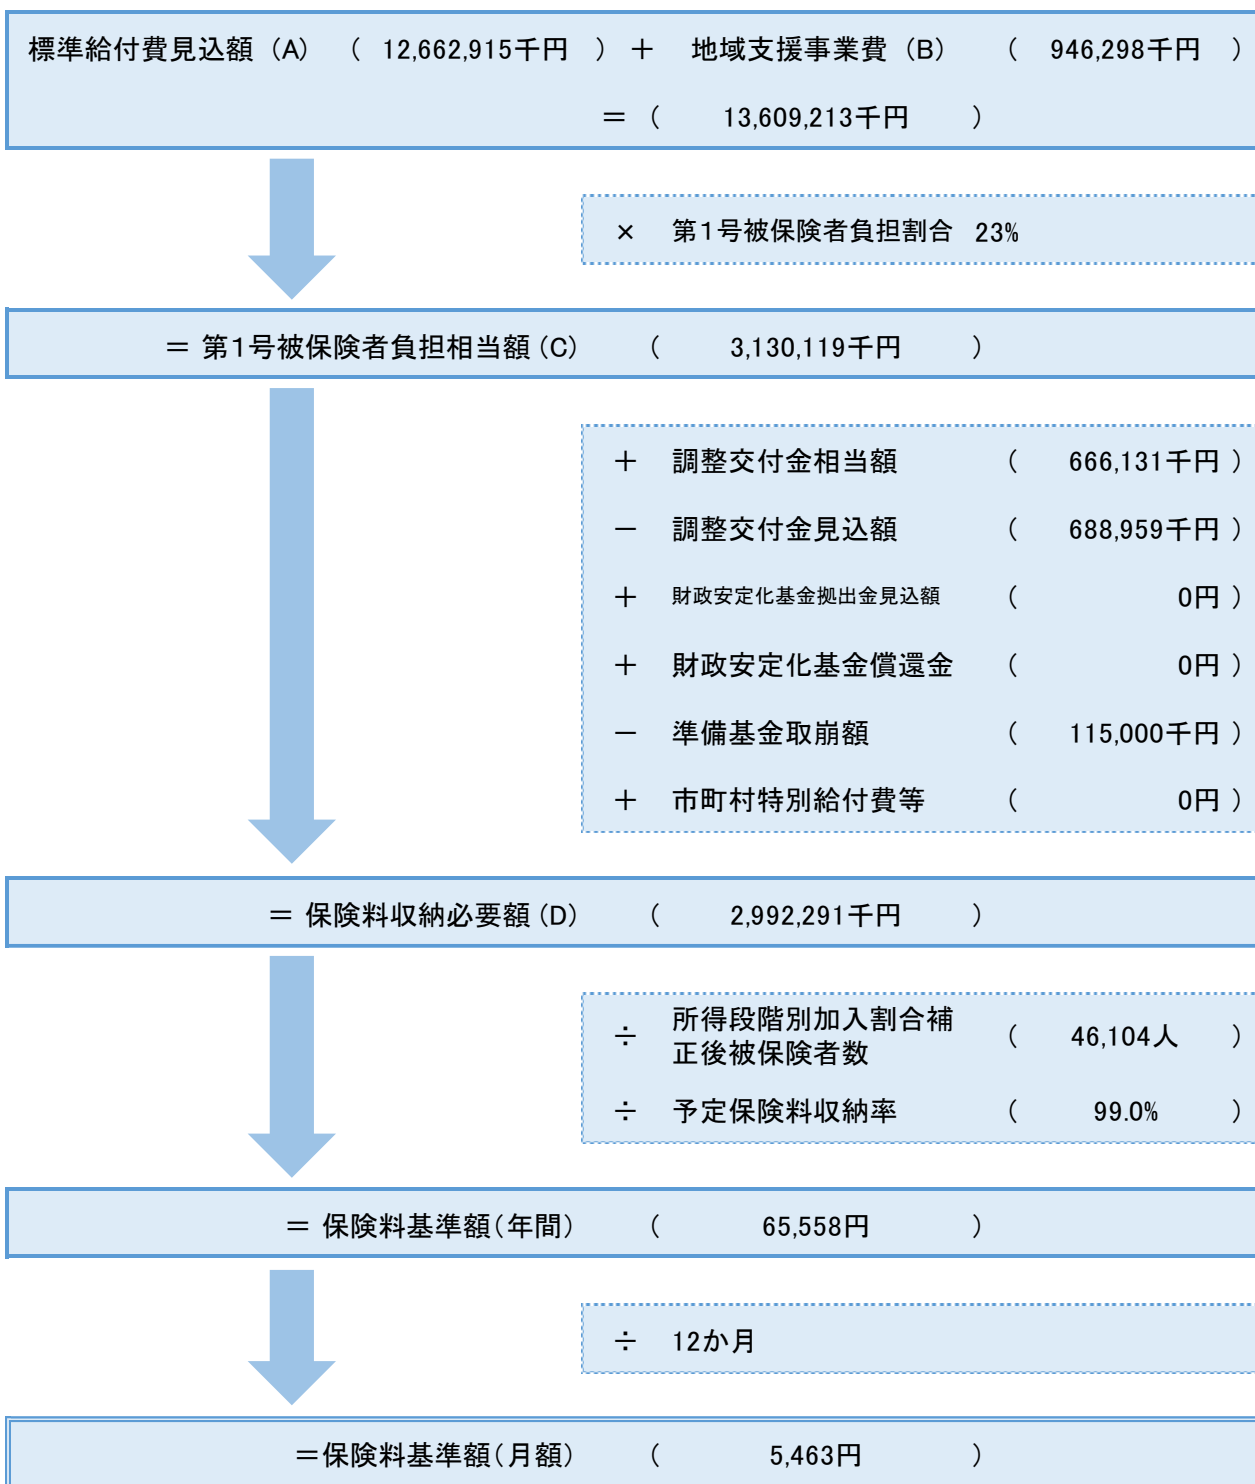 標準給付費見込額（A）　（　12,662,915千円　）＋　地域支援事業費（B）　（　946,298千円　）
＝（　13,609,213千円　）
×　第１号被保険者負担割合　23%
＝ 第１号被保険者負担相当額（C）　（　3,130,119千円　）
＋　調整交付金相当額　（　666,131千円 ）
－　調整交付金見込額　（　688,959千円 ）
＋　財政安定化基金拠出金見込額　（　0円 ）
＋　財政安定化基金償還金　（　0円 ）
－　準備基金取崩額　（　115,000千円 ）
＋　市町村特別給付費等　（　0円 ）
＝ 保険料収納必要額（D）　（　2,992,291千円　）
÷　所得段階別加入割合補
正後被保険者数　（　46,104人　）
÷　予定保険料収納率　（　99.0%　）
＝ 保険料基準額（年間）　（　65,558円　）
÷　12か月
＝保険料基準額（月額）　（　5,463円　）